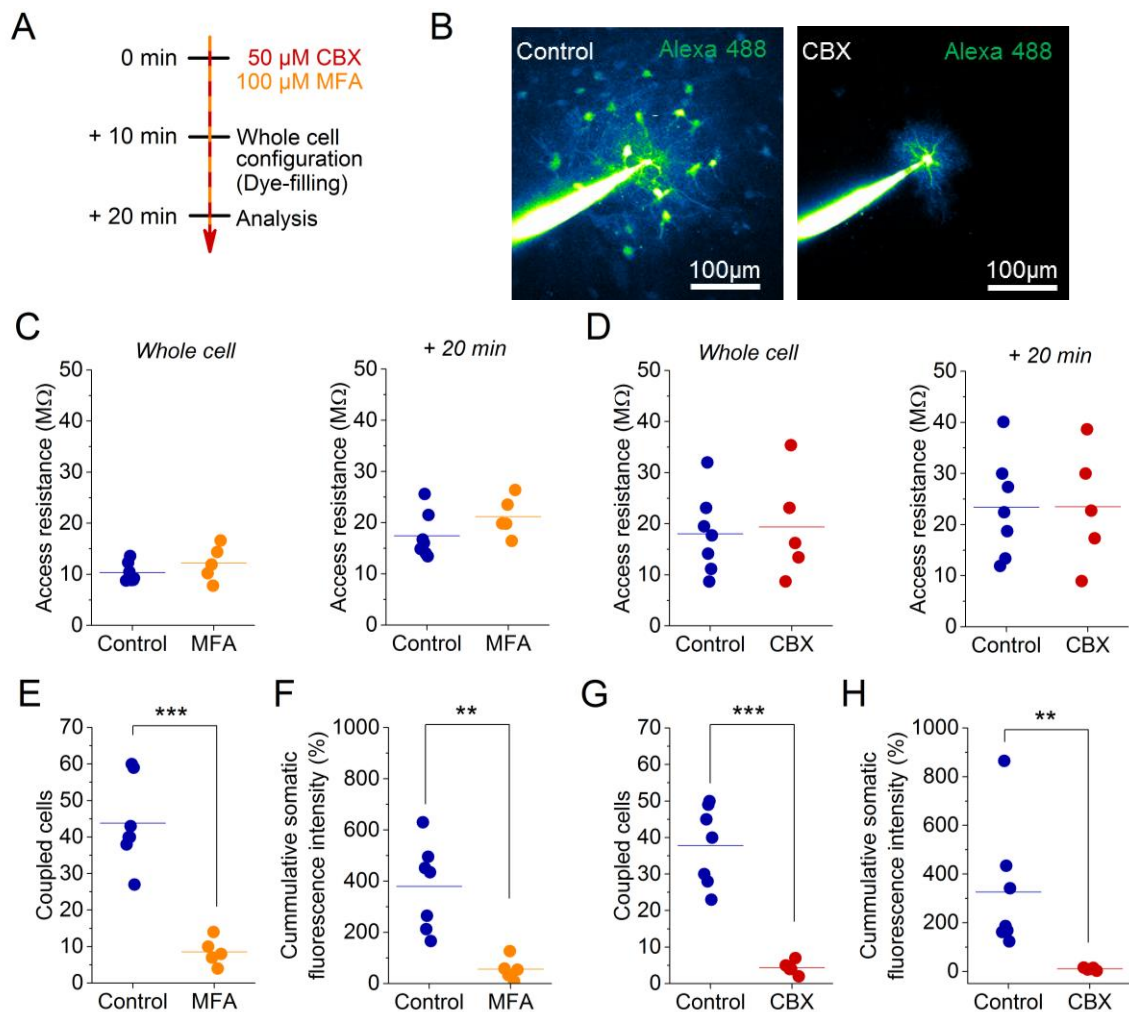 A
0 min
50 µM CBX
100 µM MFA
+ 10 min
Whole cell
configuration
(Dye-filling)
+ 20 min
Analysis
B
Control
Alexa 488
100µm
CBX
Alexa 488
100µm
C
Whole cell
Access resistance (MΩ)
50
40
30
20
10
0
Control
MFA
+ 20 min
Access resistance (MΩ)
50
40
30
20
10
0
Control
MFA
D
Whole cell
Access resistance (MΩ)
50
40
30
20
10
0
Control
CBX
+ 20 min
Access resistance (MΩ)
50
40
30
20
10
0
Control
CBX
E
Coupled cells
70
60
50
40
30
20
10
0
***
Control
MFA
F
Cummulative somatic
fluorescence intensity (%)
1000
800
600
400
200
0
**
Control
MFA
G
Coupled cells
70
60
50
40
30
20
10
0
***
Control
CBX
H
Cummulative somatic
fluorescence intensity (%)
1000
800
600
400
200
0
**
Control
CBX